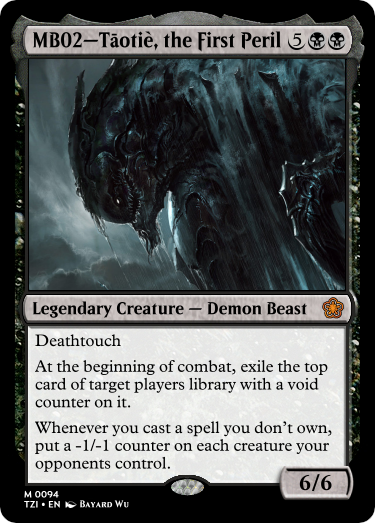 MB02—Tāotiè, the First Peril 5
Legendary Creature — Demon Beast
Deathtouch
At the beginning of combat, exile the top
card of target players library with a void
counter on it.
Whenever you cast a spell you don't own,
put a -1/-1 counter on each creature your
opponents control.
6/6
M 0094
TZI • EN Bayard Wu